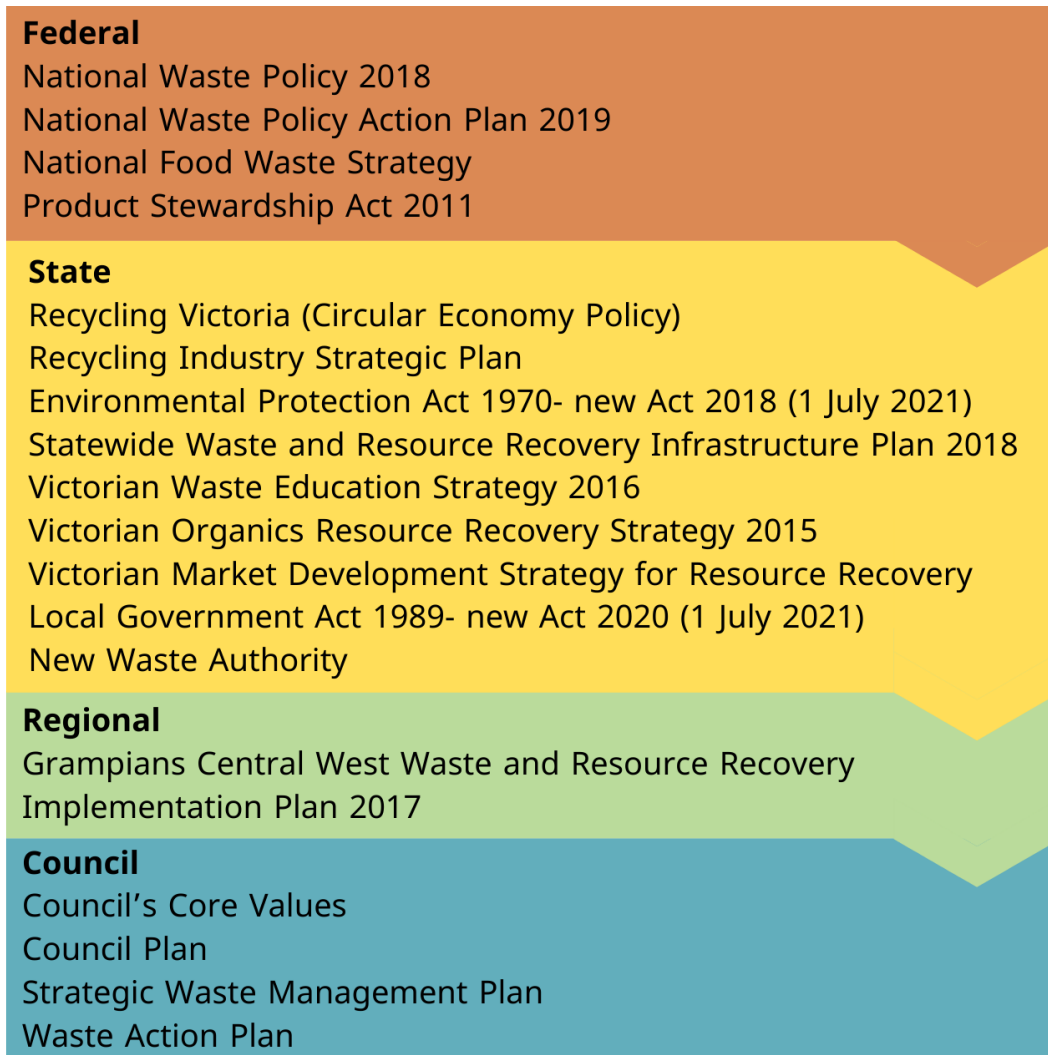 Federal
National Waste Policy 2018
National Waste Policy Action Plan 2019
National Food Waste Strategy
Product Stewardship Act 2011
State
Recycling Victoria (Circular Economy Policy)
Recycling Industry Strategic Plan
Environmental Protection Act 1970- new Act 2018 (1 July 2021)
Statewide Waste and Resource Recovery Infrastructure Plan 2018
Victorian Waste Education Strategy 2016
Victorian Organics Resource Recovery Strategy 2015
Victorian Market Development Strategy for Resource Recovery
Local Government Act 1989- new Act 2020 (1 July 2021)
New Waste Authority
Regional
Grampians Central West Waste and Resource Recovery
Implementation Plan 2017
Council
Council’s Core Values
Council Plan
Strategic Waste Management Plan
Waste Action Plan